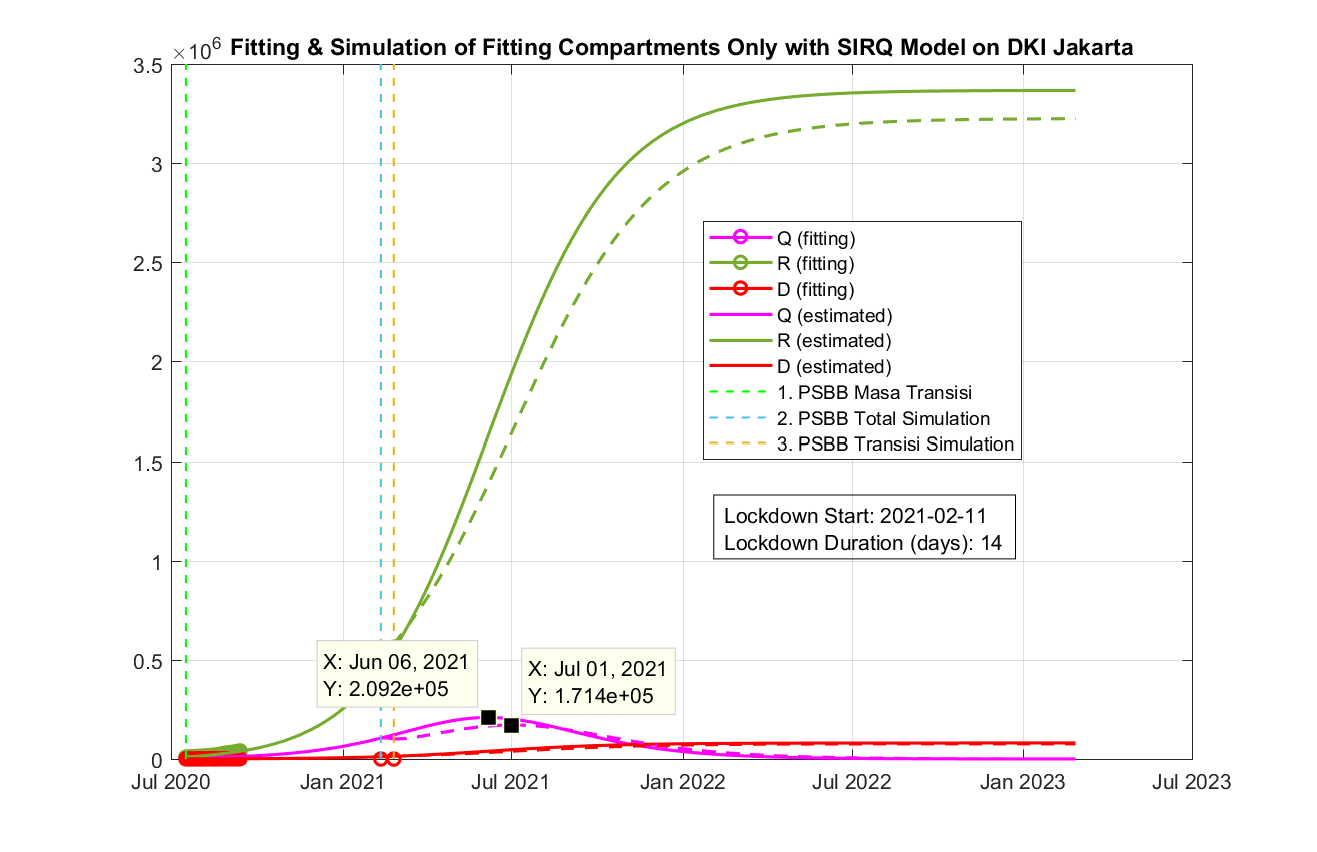 ×10⁶ Fitting & Simulation of Fitting Compartments Only with SIRQ Model on DKI Jakarta
3.5
3
2.5
2
1.5
1
0.5
0
Q (fitting)
R (fitting)
D (fitting)
Q (estimated)
R (estimated)
D (estimated)
1. PSBB Masa Transisi
2. PSBB Total Simulation
3. PSBB Transisi Simulation
Lockdown Start: 2021-02-11
Lockdown Duration (days): 14
X: Jun 06, 2021
Y: 2.092e+05
X: Jul 01, 2021
Y: 1.714e+05
Jul 2020 Jan 2021 Jul 2021 Jan 2022 Jul 2022 Jan 2023 Jul 2023